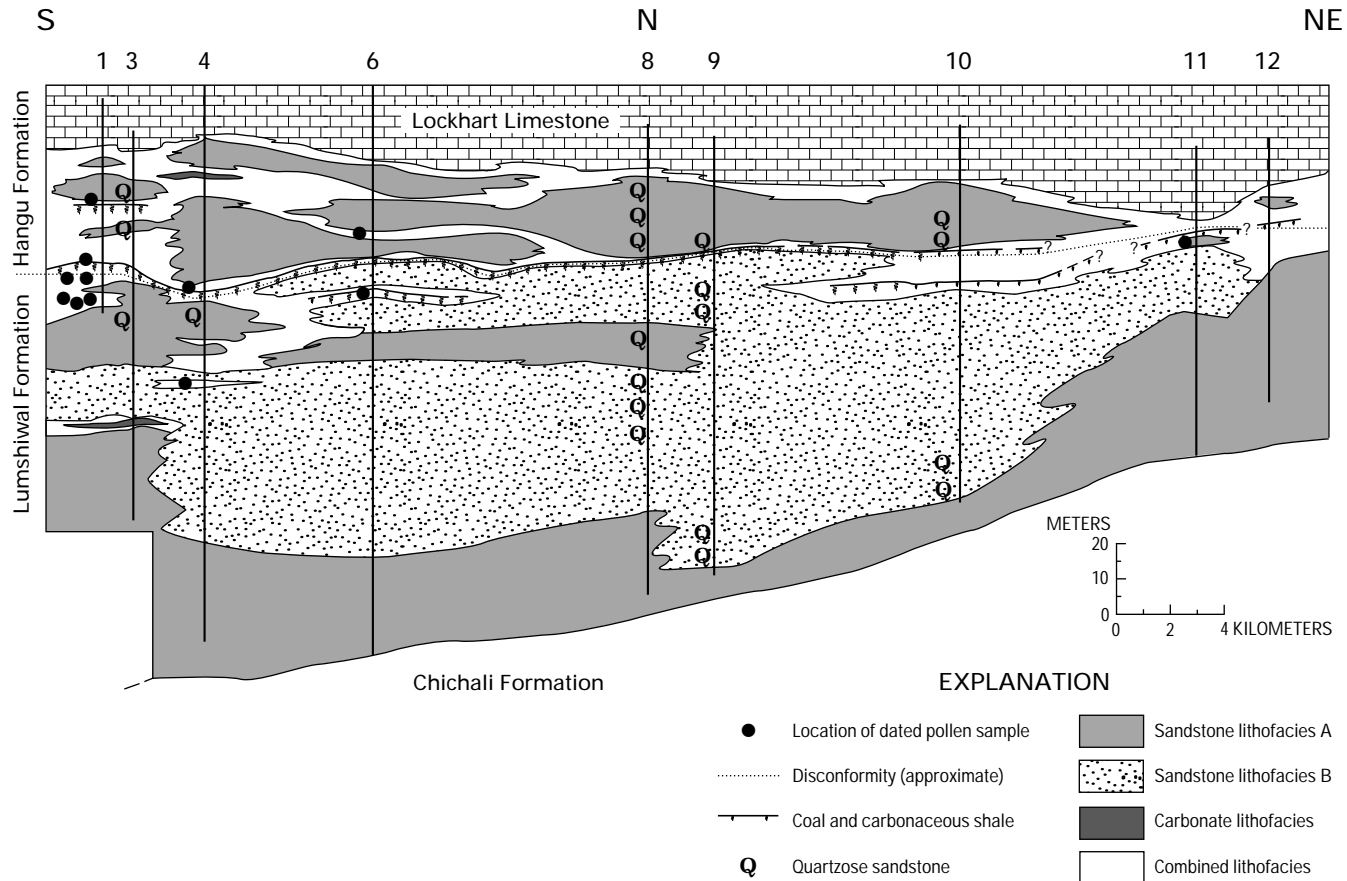 S N NE
1 3 4 6 8 9 10 11 12
Hangu Formation
Lumshiwal Formation
Lockhart Limestone
Q
Q Q
Q Q
Q Q Q Q
? ? ?
Q
Q Q Q
Q
Q
Q
Q
Q
Q
Q
Q
Chichali Formation
METERS
20
10
0
0 2 4 KILOMETERS
EXPLANATION
Location of dated pollen sample
Disconformity (approximate)
Coal and carbonaceous shale
Q Quartzose sandstone
Sandstone lithofacies A
Sandstone lithofacies B
Carbonate lithofacies
Combined lithofacies